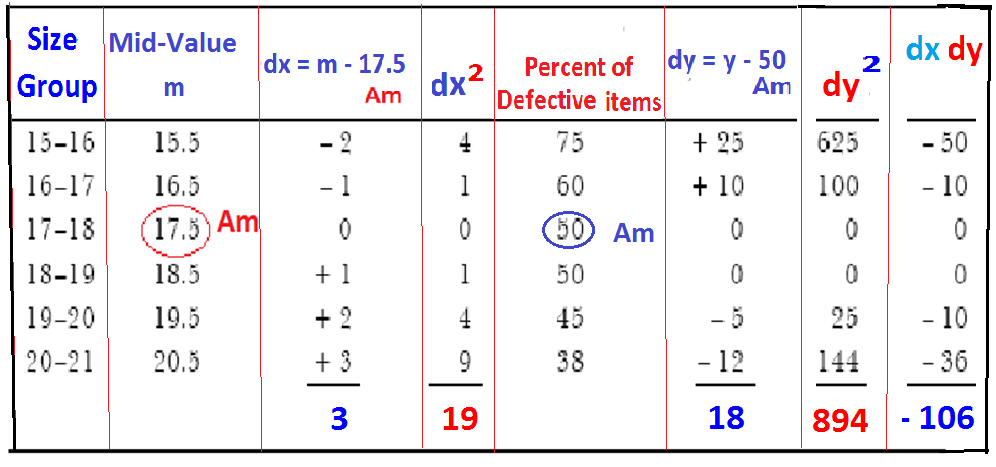 Size Group Mid-Value m dx = m - 17.5 Am dx² Percent of Defective items dy = y - 50 Am dy² dx dy
15-16 15.5 - 2 4 75 + 25 625 - 50
16-17 16.5 - 1 1 60 + 10 100 - 10
17-18 17.5 Am 0 0 50 Am 0 0 0
18-19 18.5 + 1 1 50 0 0 0
19-20 19.5 + 2 4 45 - 5 25 - 10
20-21 20.5 + 3 9 38 - 12 144 - 36
3 19 18 894 - 106